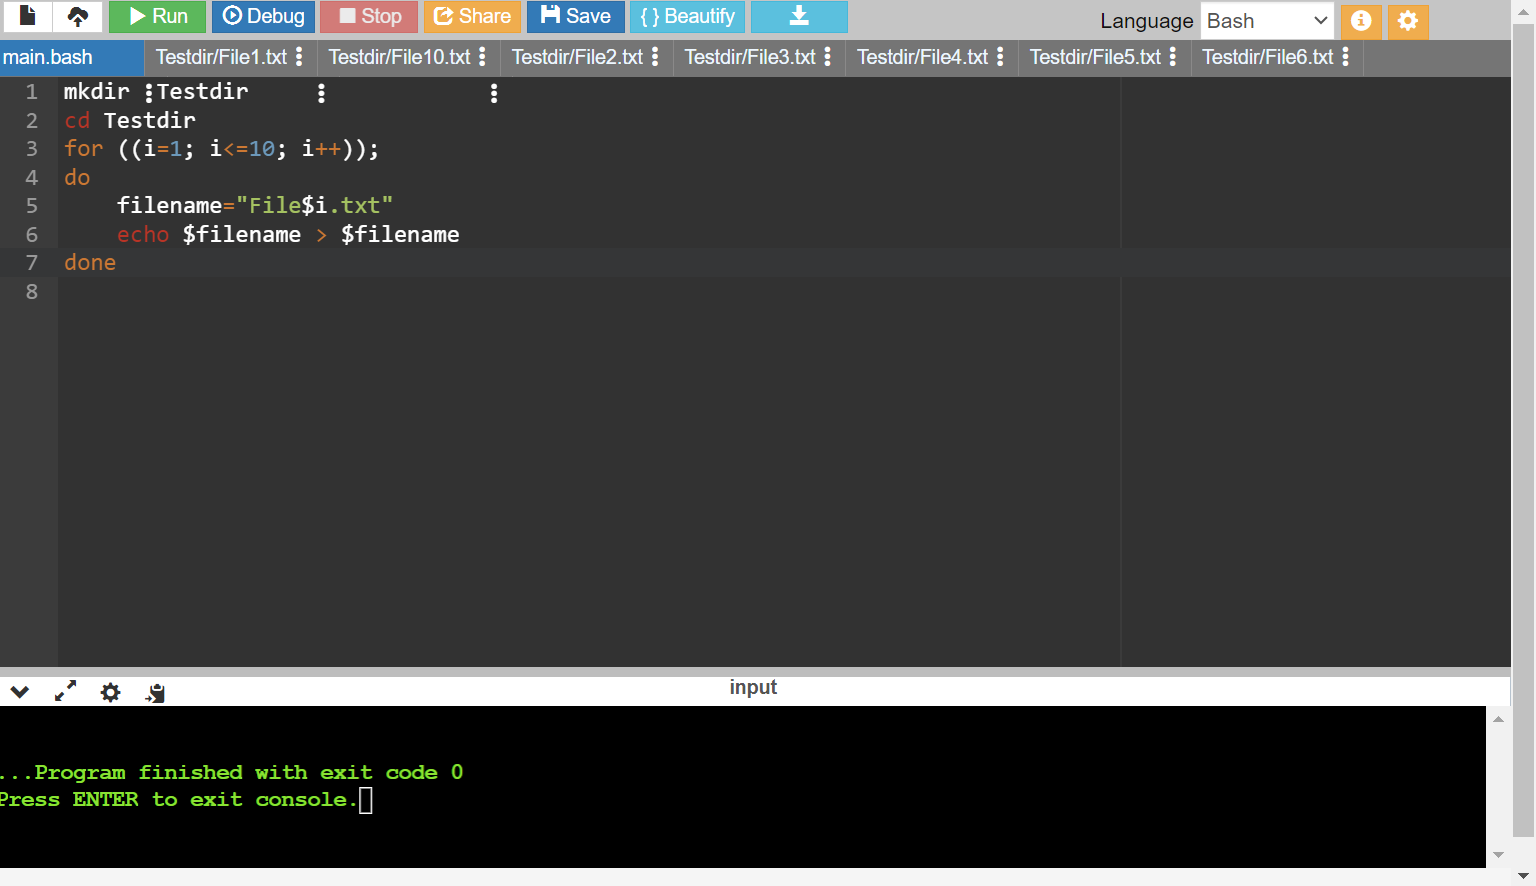 Run Debug Stop Share Save { } Beautify Language Bash
main.bash Testdir/File1.txt Testdir/File10.txt Testdir/File2.txt Testdir/File3.txt Testdir/File4.txt Testdir/File5.txt Testdir/File6.txt
1 mkdir Testdir
2 cd Testdir
3 for ((i=1; i<=10; i++));
4 do
5     filename="File$i.txt"
6     echo $filename > $filename
7 done
8
input
...Program finished with exit code 0
Press ENTER to exit console.